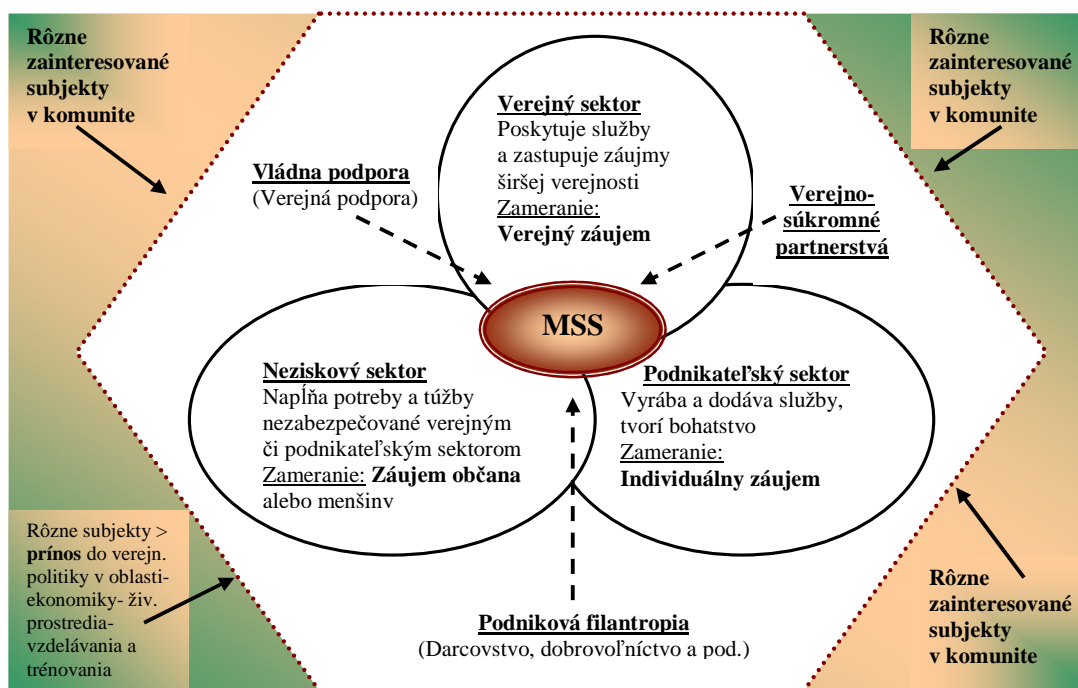 Rôzne
zainteresované
subjekty
v komunite
Rôzne
zainteresované
subjekty
v komunite
Verejný sektor
Poskytuje služby
a zastupuje záujmy
širšej verejnosti
Zameranie:
Verejný záujem
Vládna podpora
(Verejná podpora)
Verejno-
súkromné
partnerstvá
MSS
Neziskový sektor
Napĺňa potreby a túžby
nezabezpečované verejným
či podnikateľským sektorom
Zameranie: Záujem občana
alebo menšinv
Podnikateľský sektor
Vyrába a dodáva služby,
tvorí bohatstvo
Zameranie:
Individuálny záujem
Rôzne subjekty >
prínos do verejn.
politiky v oblasti-
ekonomiky- živ.
prostredia-
vzdelávania a
trénovania
Podniková filantropia
(Darcovstvo, dobrovoľníctvo a pod.)
Rôzne
zainteresované
subjekty
v komunite